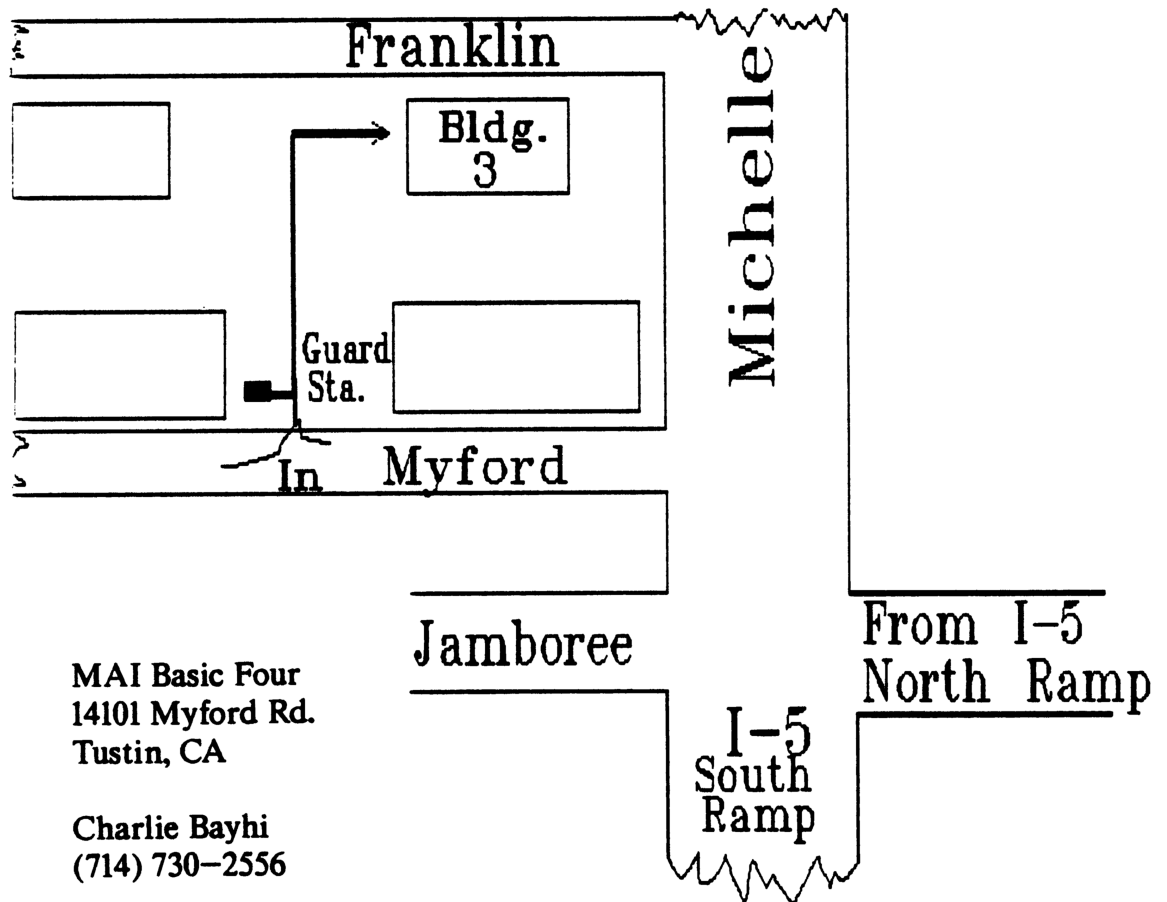 Franklin
Bldg.
3
Michelle
Guard
Sta.
In
Myford
Jamboree
From I-5
North Ramp
I-5
South
Ramp
MAI Basic Four
14101 Myford Rd.
Tustin, CA
Charlie Bayhi
(714) 730-2556